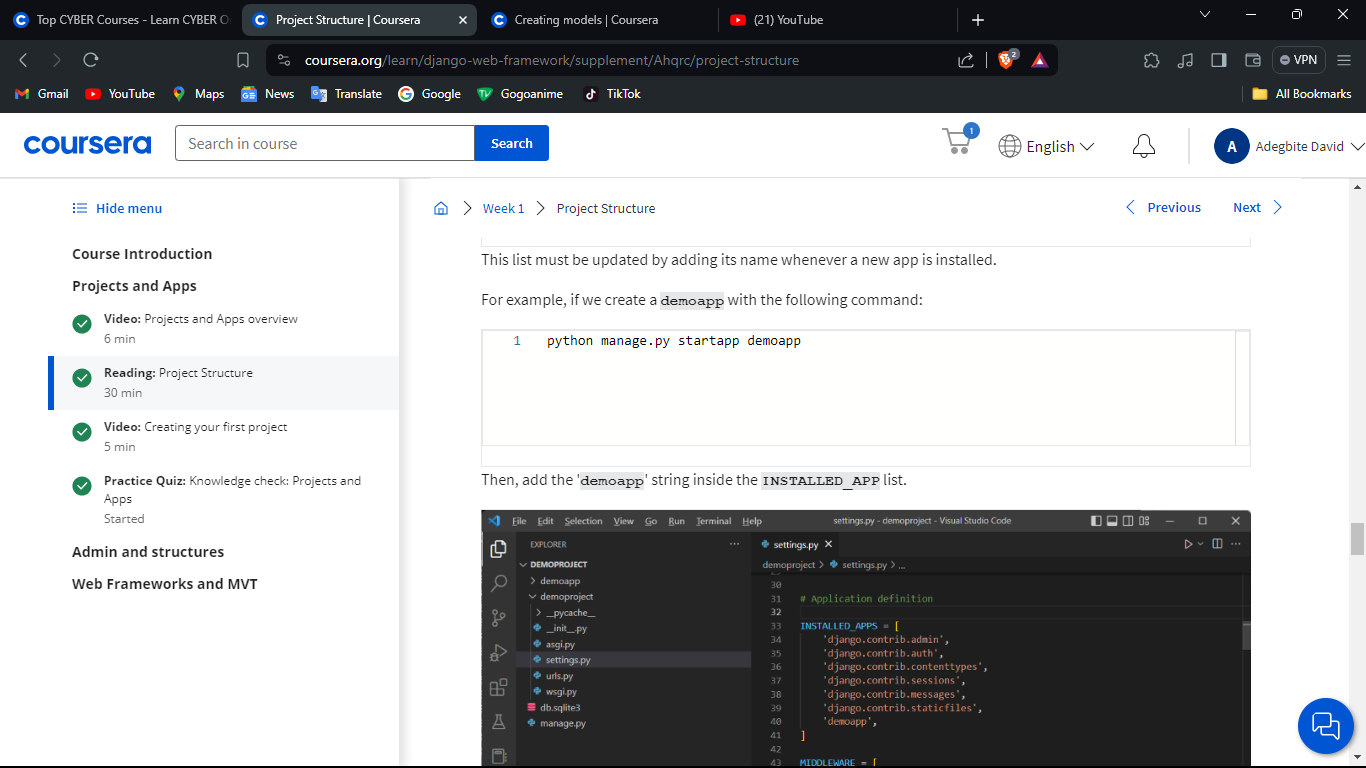 Top CYBER Courses - Learn CYBER O
Project Structure | Coursera
Creating models | Coursera
(21) YouTube
coursera.org/learn/django-web-framework/supplement/Ahqrc/project-structure
2
VPN
Gmail
YouTube
Maps
News
Translate
Google
Gogoanime
TikTok
All Bookmarks
coursera
Search in course
Search
1
English
A
Adegbite David
Hide menu
Week 1
Project Structure
Previous
Next
Course Introduction
Projects and Apps
Video: Projects and Apps overview
6 min
Reading: Project Structure
30 min
Video: Creating your first project
5 min
Practice Quiz: Knowledge check: Projects and
Apps
Started
Admin and structures
Web Frameworks and MVT
This list must be updated by adding its name whenever a new app is installed.
For example, if we create a demoapp with the following command:
1 python manage.py startapp demoapp
Then, add the 'demoapp' string inside the INSTALLED_APP list.
File Edit Selection View Go Run Terminal Help
settings.py - demoproject - Visual Studio Code
EXPLORER
DEMOPROJECT
demoapp
demoproject
__pycache__
__init__.py
asgi.py
settings.py
urls.py
wsgi.py
db.sqlite3
manage.py
settings.py
demoproject > settings.py > ...
30
31 # Application definition
32
33 INSTALLED_APPS = [
34 'django.contrib.admin',
35 'django.contrib.auth',
36 'django.contrib.contenttypes',
37 'django.contrib.sessions',
38 'django.contrib.messages',
39 'django.contrib.staticfiles',
40 'demoapp',
41 ]
42
43 MIDDLEWARE = [